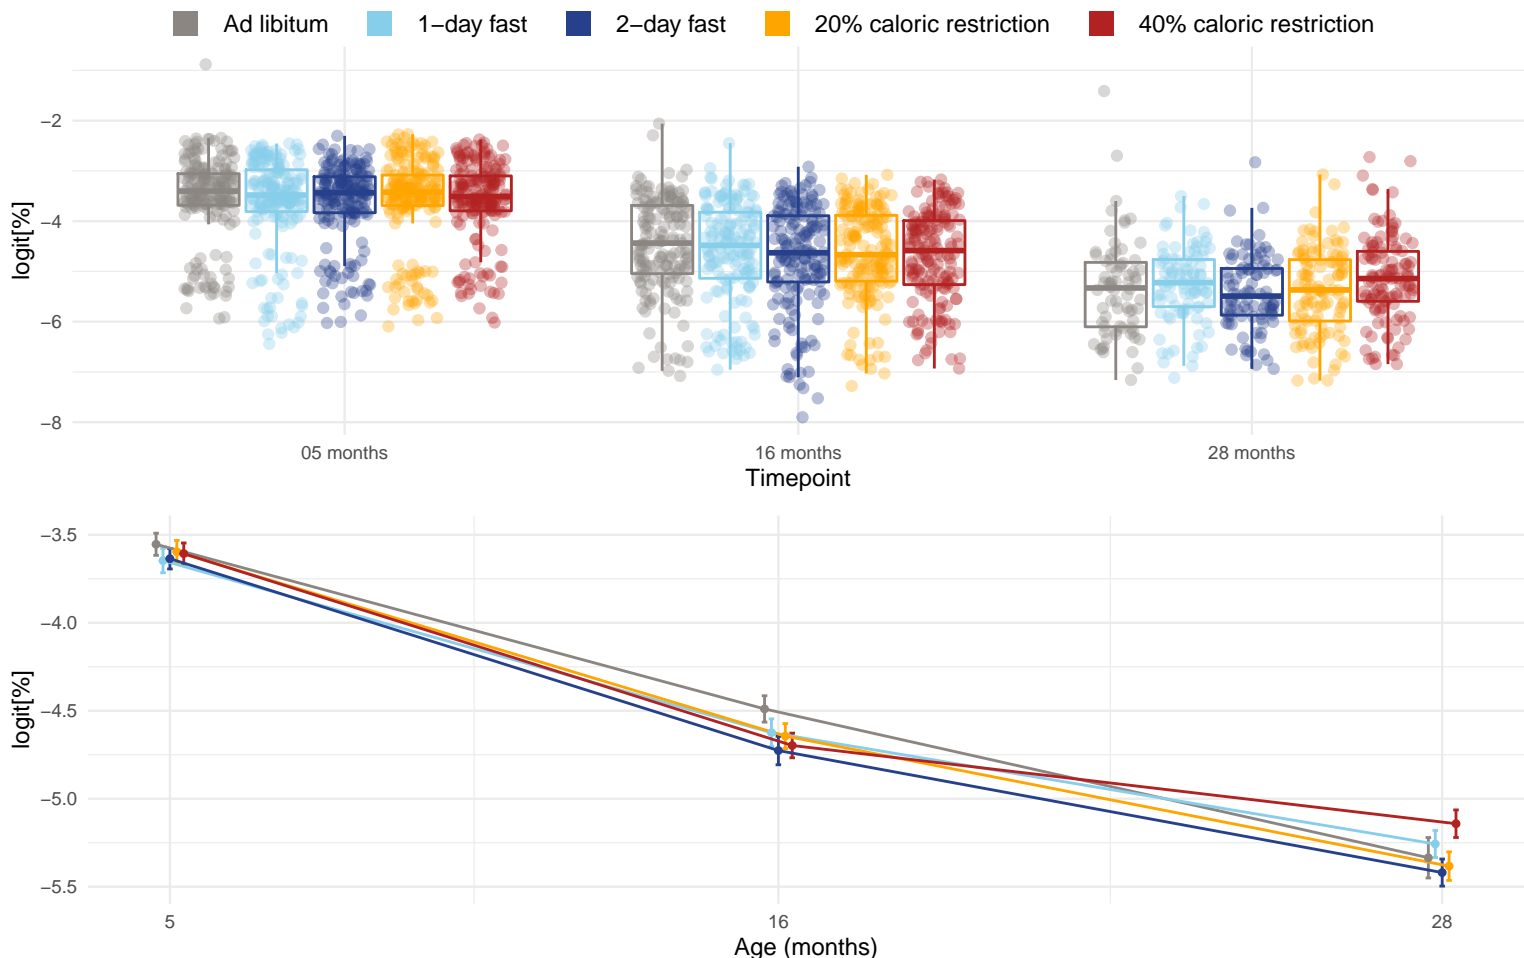 Ad libitum 1−day fast 2−day fast 20% caloric restriction 40% caloric restriction
logit[%]
−2
−4
−6
−8
05 months 16 months 28 months
Timepoint
logit[%]
−3.5
−4.0
−4.5
−5.0
−5.5
5 16 28
Age (months)